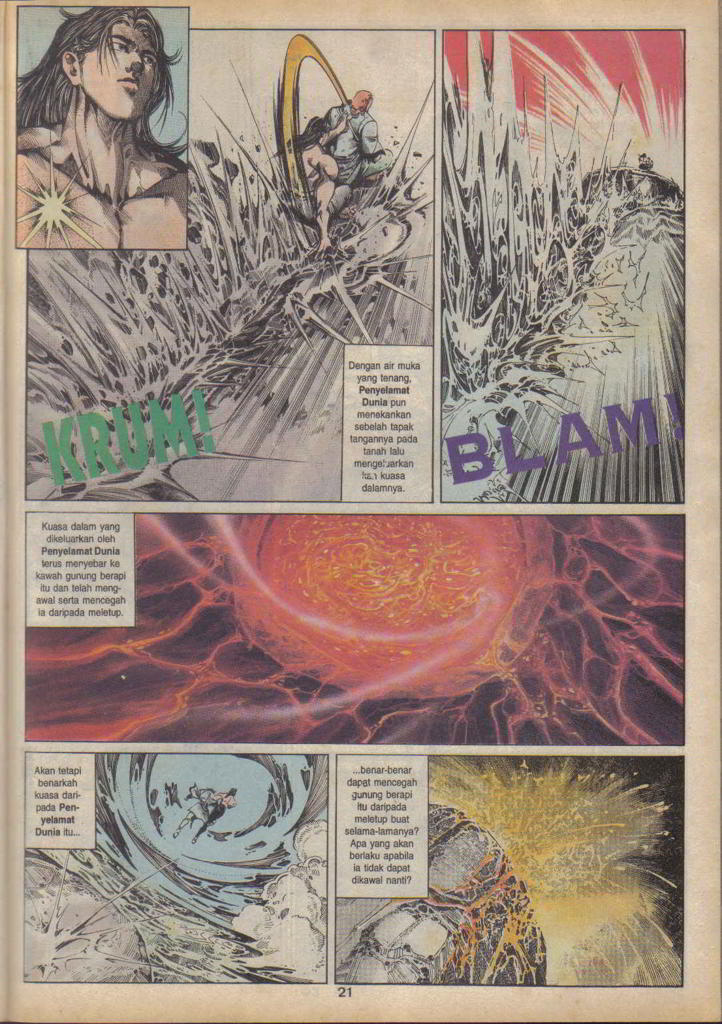 Dengan air muka
yang tenang,
Penyelamat
Dunia pun
menekankan
sebelah tapak
tangannya pada
tanah lalu
mengeluarkan
kuasa
dalamnya.
KRUM!
BLAM!
Kuasa dalam yang
dikeluarkan oleh
Penyelamat Dunia
terus menyebar ke
kawah gunung berapi
itu dan telah meng-
awal serta mencegah
ia daripada meletup.
Akan tetapi
benarkah
kuasa dari-
pada Pen-
yelamat
Dunia itu...
...benar-benar
dapat mencegah
gunung berapi
itu daripada
meletup buat
selama-lamanya?
Apa yang akan
berlaku apabila
ia tidak dapat
dikawal nanti?
21